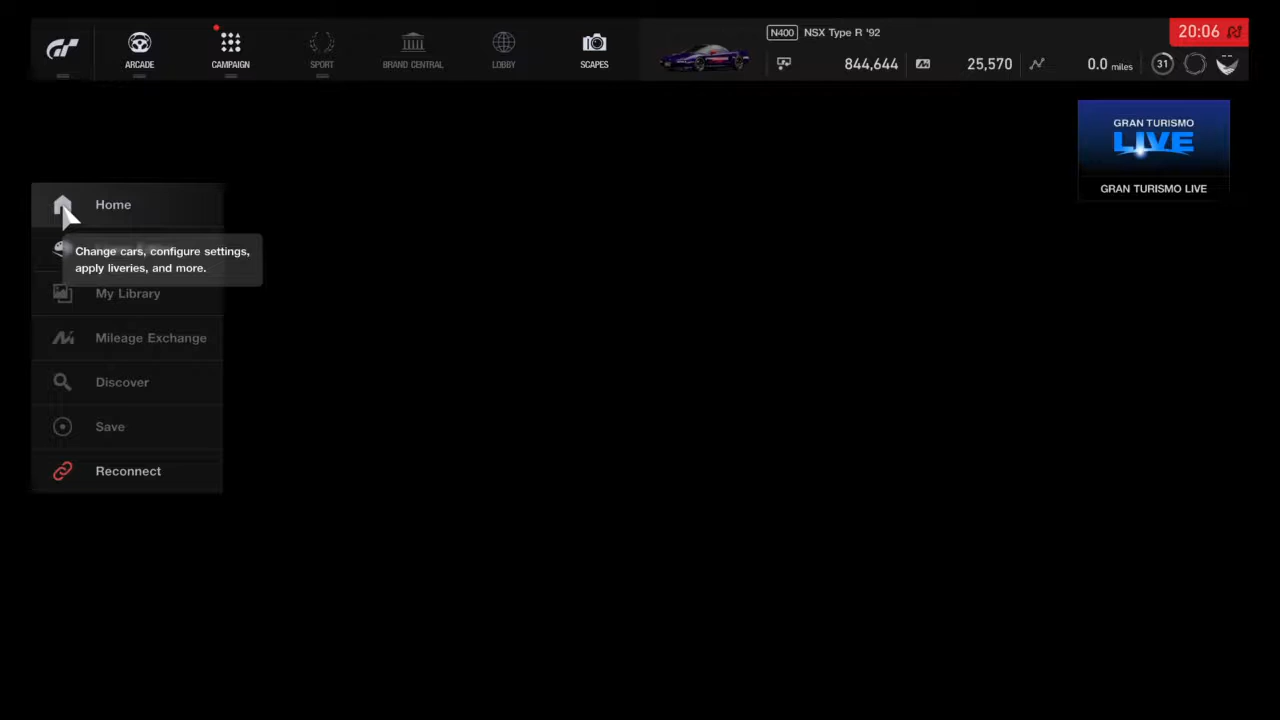 GT
ARCADE
CAMPAIGN
SPORT
BRAND CENTRAL
LOBBY
SCAPES
N400 NSX Type R '92
844,644
25,570
0.0 miles
31
20:06
GRAN TURISMO
LIVE
GRAN TURISMO LIVE
Home
Change cars, configure settings,
apply liveries, and more.
My Library
Mileage Exchange
Discover
Save
Reconnect